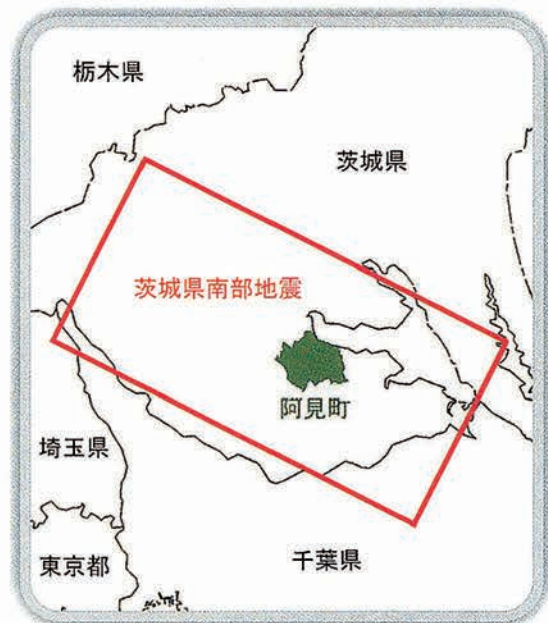 栃木県
茨城県
茨城県南部地震
阿見町
埼玉県
千葉県
東京都